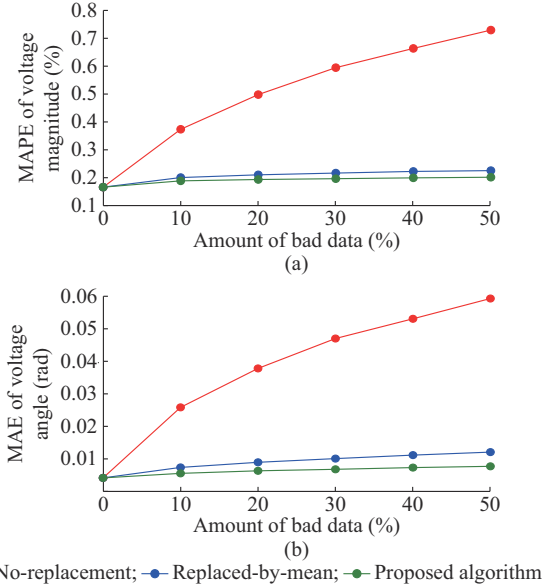 MAPE of voltage
magnitude (%)
0.8
0.7
0.6
0.5
0.4
0.3
0.2
0.1
0 10 20 30 40 50
Amount of bad data (%)
(a)
MAE of voltage
angle (rad)
0.06
0.05
0.04
0.03
0.02
0.01
0 10 20 30 40 50
Amount of bad data (%)
(b)
No-replacement; Replaced-by-mean; Proposed algorithm